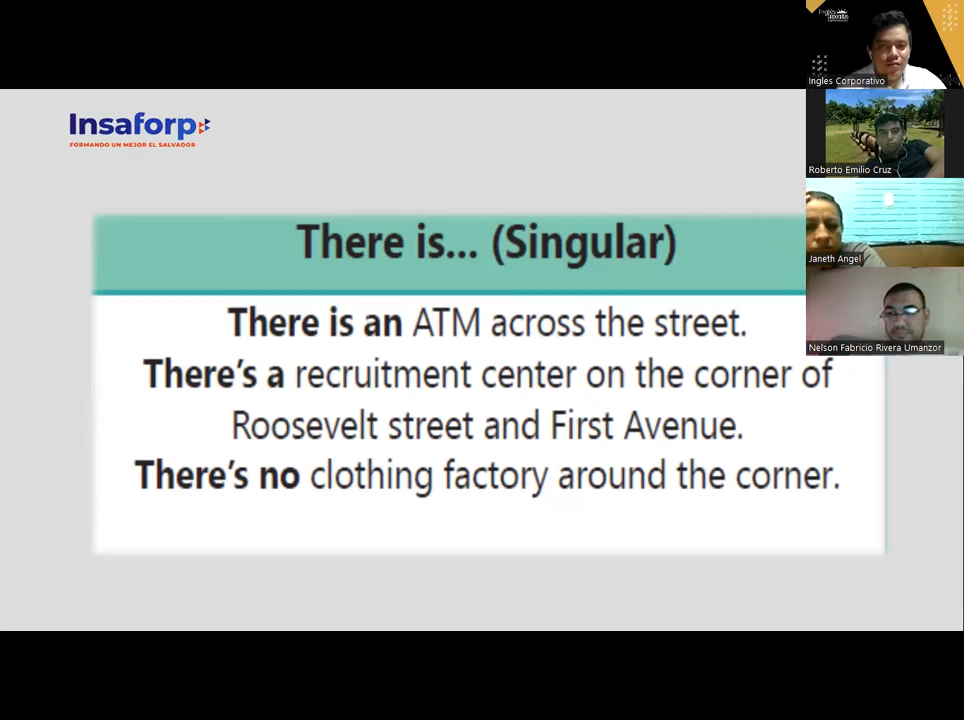 Insaforp
FORMANDO UN MEJOR EL SALVADOR
There is... (Singular)
There is an ATM across the street.
There's a recruitment center on the corner of
Roosevelt street and First Avenue.
There's no clothing factory around the corner.
Inglés
Corporativo
Ingles Corporativo
Roberto Emilio Cruz
Janeth Angel
Nelson Fabricio Rivera Umanzor